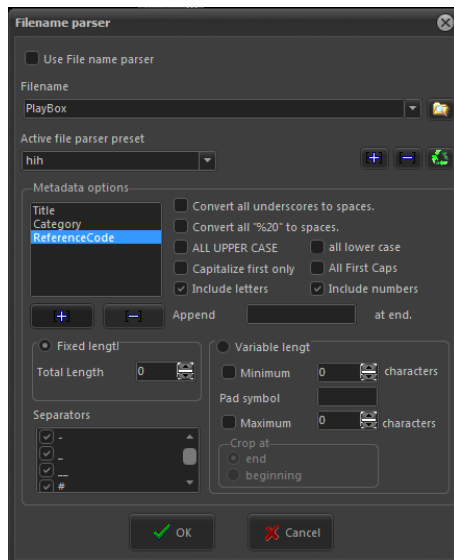 Filename parser
Use File name parser
Filename
PlayBox
Active file parser preset
hih
Metadata options
Title
Category
ReferenceCode
Convert all underscores to spaces.
Convert all "%20" to spaces.
ALL UPPER CASE all lower case
Capitalize first only All First Caps
Include letters Include numbers
Append at end.
Fixed lengtl
Total Length 0
Variable lengt
Minimum 0 characters
Pad symbol
Maximum 0 characters
Crop at
end
beginning
Separators
-
_
__
#
OK Cancel